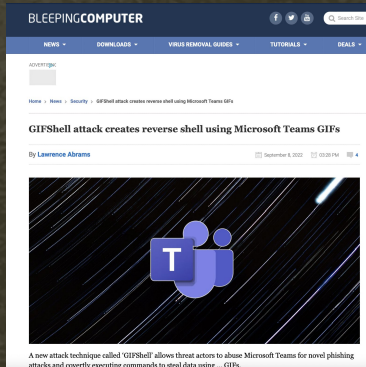 BLEEPINGCOMPUTER
Search Site
NEWS
DOWNLOADS
VIRUS REMOVAL GUIDES
TUTORIALS
DEALS
Home > News > Security > GIFShell attack creates reverse shell using Microsoft Teams GIFs
GIFShell attack creates reverse shell using Microsoft Teams GIFs
By Lawrence Abrams
September 8, 2022
03:28 PM
4
T
A new attack technique called 'GIFShell' allows threat actors to abuse Microsoft Teams for novel phishing
attacks and covertly executing commands to steal data using ... GIFs.